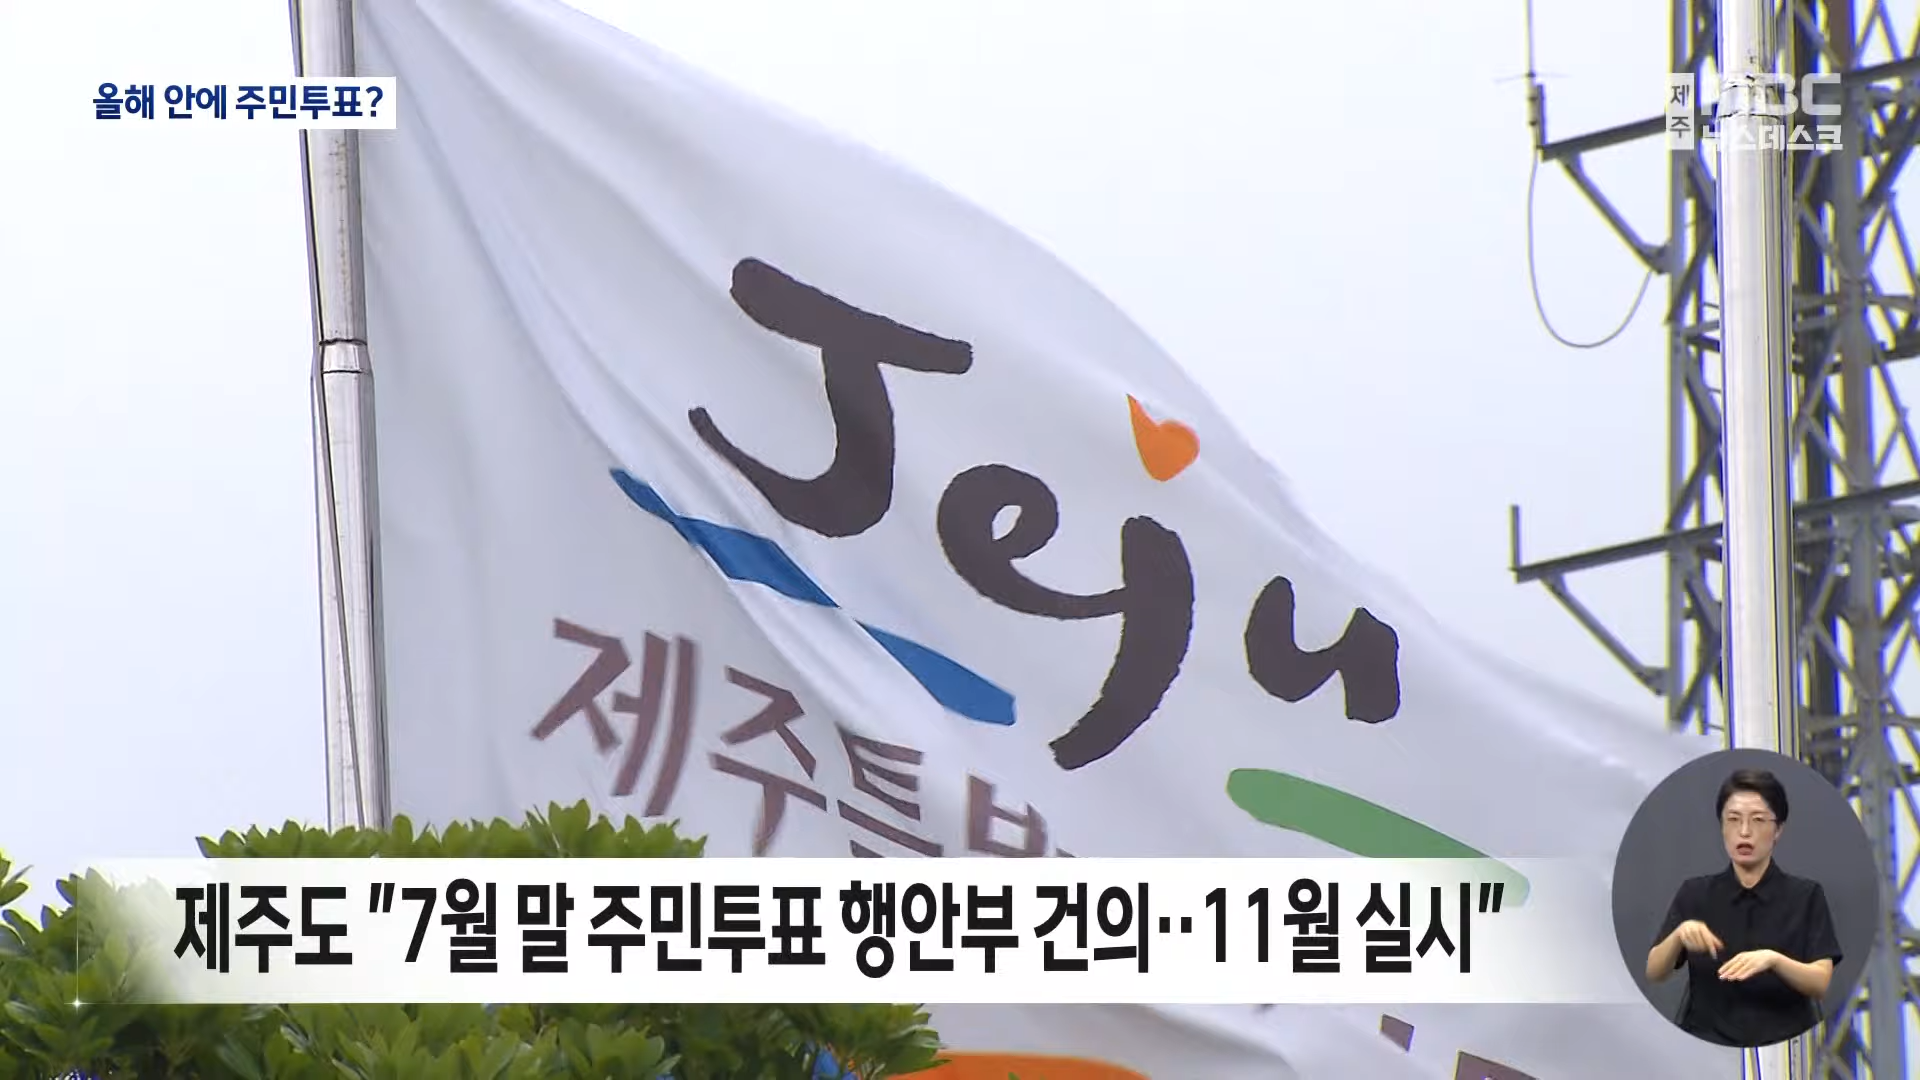 올해 안에 주민투표?
제주 MBC
뉴스데스크
Jeju
제주특별
제주도 "7월 말 주민투표 행안부 건의··11월 실시"